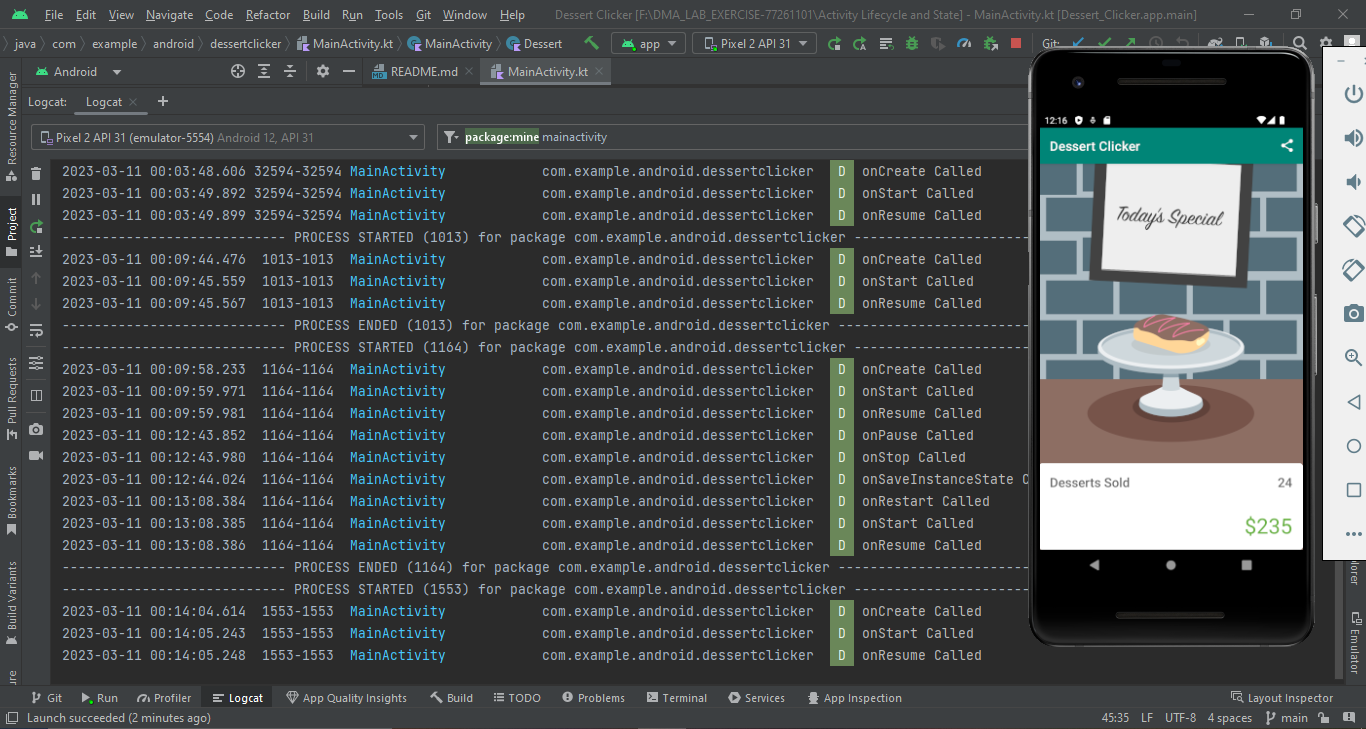 File Edit View Navigate Code Refactor Build Run Tools Git Window Help Dessert Clicker [F:\DMA_LAB_EXERCISE-77261101\Activity Lifecycle and State] - MainActivity.kt [Dessert_Clicker.app.main]
java com example android dessertclicker MainActivity.kt MainActivity Dessert app Pixel 2 API 31 Git:
Android README.md MainActivity.kt
Logcat: Logcat
Pixel 2 API 31 (emulator-5554) Android 12, API 31 package:mine mainactivity
2023-03-11 00:03:48.606 32594-32594 MainActivity com.example.android.dessertclicker D onCreate Called
2023-03-11 00:03:49.892 32594-32594 MainActivity com.example.android.dessertclicker D onStart Called
2023-03-11 00:03:49.899 32594-32594 MainActivity com.example.android.dessertclicker D onResume Called
---------------------------- PROCESS STARTED (1013) for package com.example.android.dessertclicker ------------------------
2023-03-11 00:09:44.476 1013-1013 MainActivity com.example.android.dessertclicker D onCreate Called
2023-03-11 00:09:45.559 1013-1013 MainActivity com.example.android.dessertclicker D onStart Called
2023-03-11 00:09:45.567 1013-1013 MainActivity com.example.android.dessertclicker D onResume Called
---------------------------- PROCESS ENDED (1013) for package com.example.android.dessertclicker ------------------------
---------------------------- PROCESS STARTED (1164) for package com.example.android.dessertclicker ------------------------
2023-03-11 00:09:58.233 1164-1164 MainActivity com.example.android.dessertclicker D onCreate Called
2023-03-11 00:09:59.971 1164-1164 MainActivity com.example.android.dessertclicker D onStart Called
2023-03-11 00:09:59.981 1164-1164 MainActivity com.example.android.dessertclicker D onResume Called
2023-03-11 00:12:43.852 1164-1164 MainActivity com.example.android.dessertclicker D onPause Called
2023-03-11 00:12:43.980 1164-1164 MainActivity com.example.android.dessertclicker D onStop Called
2023-03-11 00:12:44.024 1164-1164 MainActivity com.example.android.dessertclicker D onSaveInstanceState C
2023-03-11 00:13:08.384 1164-1164 MainActivity com.example.android.dessertclicker D onRestart Called
2023-03-11 00:13:08.385 1164-1164 MainActivity com.example.android.dessertclicker D onStart Called
2023-03-11 00:13:08.386 1164-1164 MainActivity com.example.android.dessertclicker D onResume Called
---------------------------- PROCESS ENDED (1164) for package com.example.android.dessertclicker ------------------------
---------------------------- PROCESS STARTED (1553) for package com.example.android.dessertclicker ------------------------
2023-03-11 00:14:04.614 1553-1553 MainActivity com.example.android.dessertclicker D onCreate Called
2023-03-11 00:14:05.243 1553-1553 MainActivity com.example.android.dessertclicker D onStart Called
2023-03-11 00:14:05.248 1553-1553 MainActivity com.example.android.dessertclicker D onResume Called
Resource Manager
Project
Commit
Pull Requests
Bookmarks
Build Variants
12:16
Dessert Clicker
Today's Special
Desserts Sold 24
$235
Emulator
Git Run Profiler Logcat App Quality Insights Build TODO Problems Terminal Services App Inspection Layout Inspector
Launch succeeded (2 minutes ago) 45:35 LF UTF-8 4 spaces main